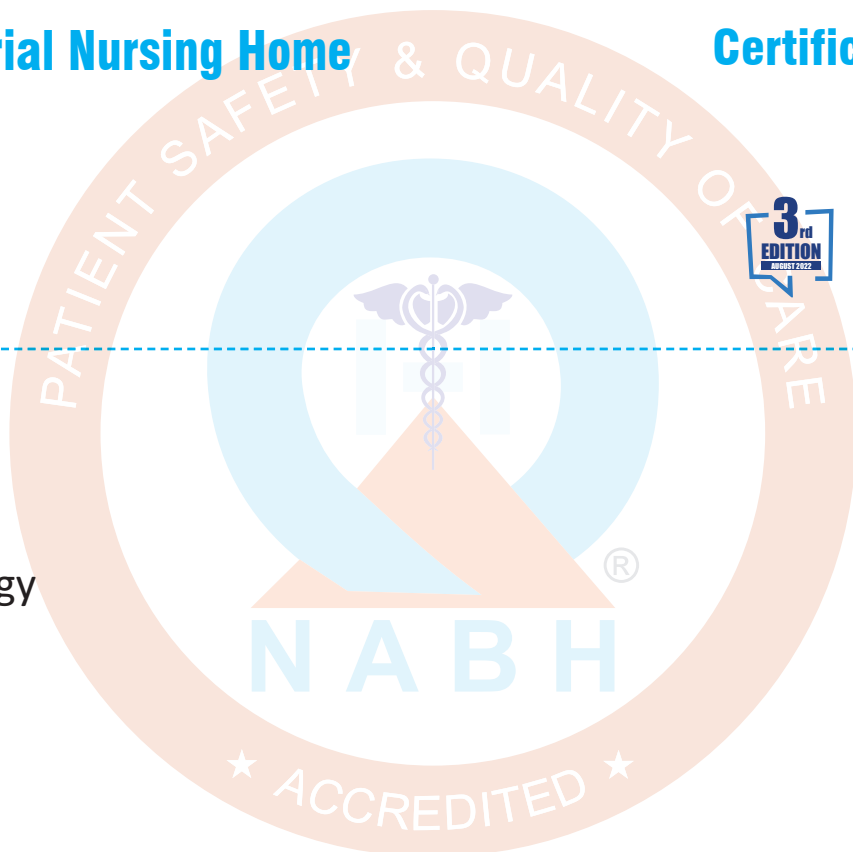 rial Nursing Home
Certific
PATIENT SAFETY & QUALITY OF CARE
3rd
EDITION
AUGUST 2022
gy
®
NABH
★ ACCREDITED ★